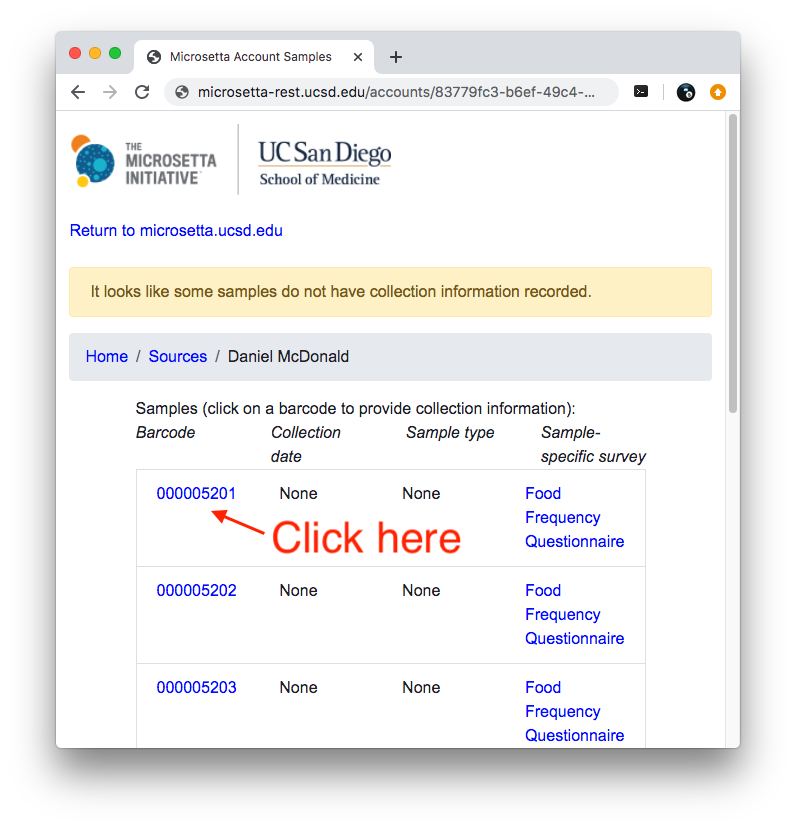 Microsetta Account Samples
microsetta-rest.ucsd.edu/accounts/83779fc3-b6ef-49c4-...
THE
MICROSETTA
INITIATIVE
UC San Diego
School of Medicine
Return to microsetta.ucsd.edu
It looks like some samples do not have collection information recorded.
Home / Sources / Daniel McDonald
Samples (click on a barcode to provide collection information):
Barcode Collection date Sample type Sample-specific survey
000005201 None None Food Frequency Questionnaire
Click here
000005202 None None Food Frequency Questionnaire
000005203 None None Food Frequency Questionnaire